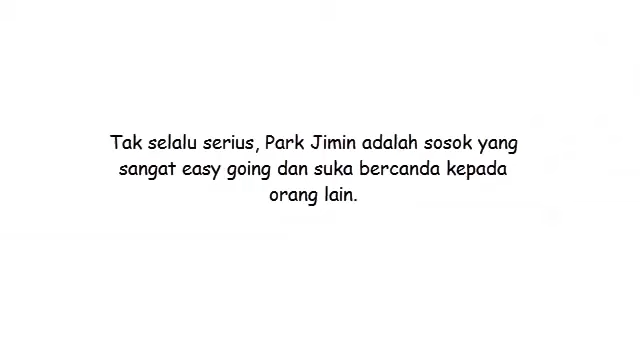 Tak selalu serius, Park Jimin adalah sosok yang
sangat easy going dan suka bercanda kepada
orang lain.